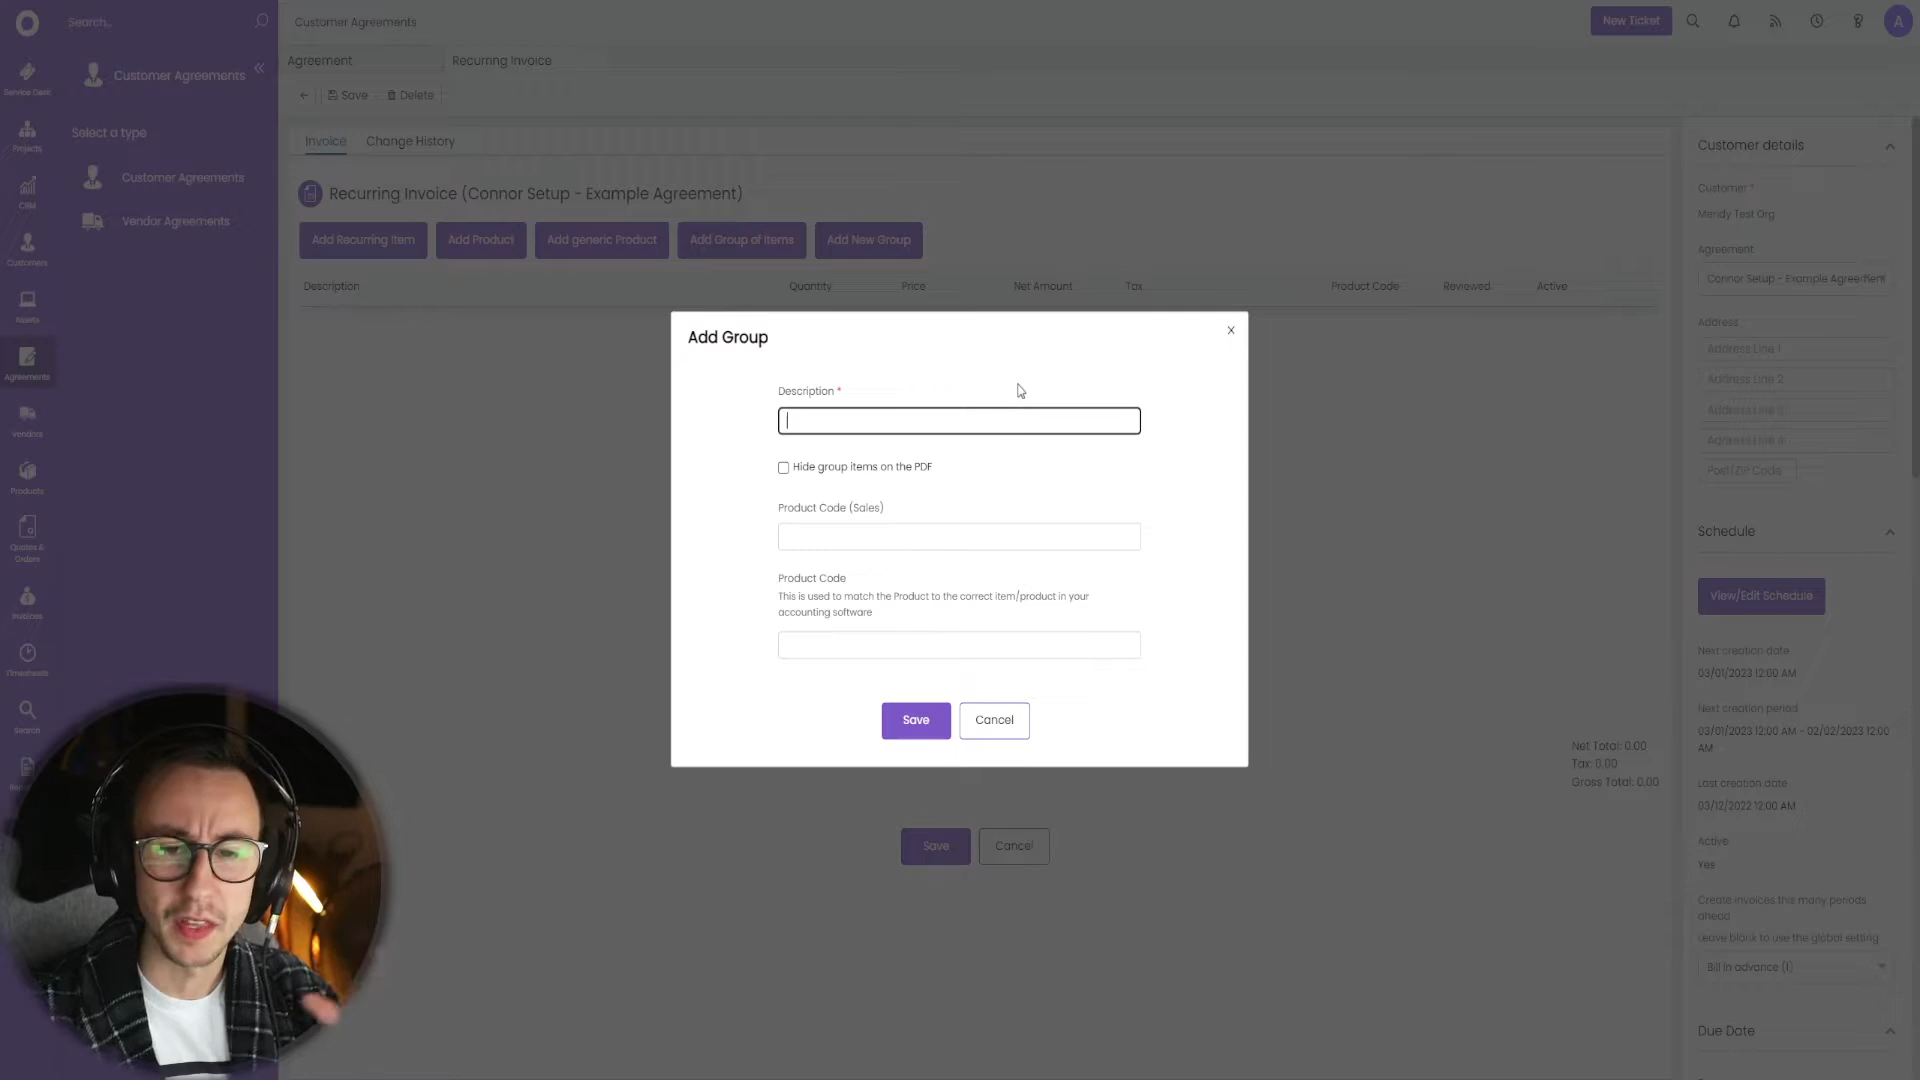 Search...
Customer Agreements
New Ticket
A
Service Desk
Customer Agreements
Agreement
Recurring Invoice
Save
Delete
Select a type
Projects
Invoice
Change History
Customer details
Customer Agreements
CRM
Customer *
Recurring Invoice (Connor Setup - Example Agreement)
Mendy Test Org
Vendor Agreements
Customers
Add Recurring Item
Add Product
Add generic Product
Add Group of Items
Add New Group
Agreement
Connor Setup - Example Agreement
Description
Quantity
Price
Net Amount
Tax
Product Code
Reviewed
Active
Assets
Address
Address Line 1
Address Line 2
Address Line 3
Address Line 4
Post/ZIP Code
Agreements
Vendors
Products
Quotes &
Orders
Invoices
Timesheets
Search
Add Group
X
Description *
Hide group items on the PDF
Product Code (Sales)
Product Code
This is used to match the Product to the correct item/product in your
accounting software
Save
Cancel
Schedule
View/Edit Schedule
Next creation date
03/01/2023 12:00 AM
Next creation period
03/01/2023 12:00 AM - 02/02/2023 12:00
AM
Net Total: 0.00
Tax: 0.00
Gross Total: 0.00
Last creation date
03/12/2022 12:00 AM
Save
Cancel
Active
Yes
Create invoices this many periods
ahead
Leave blank to use the global setting
Bill in advance (1)
Due Date